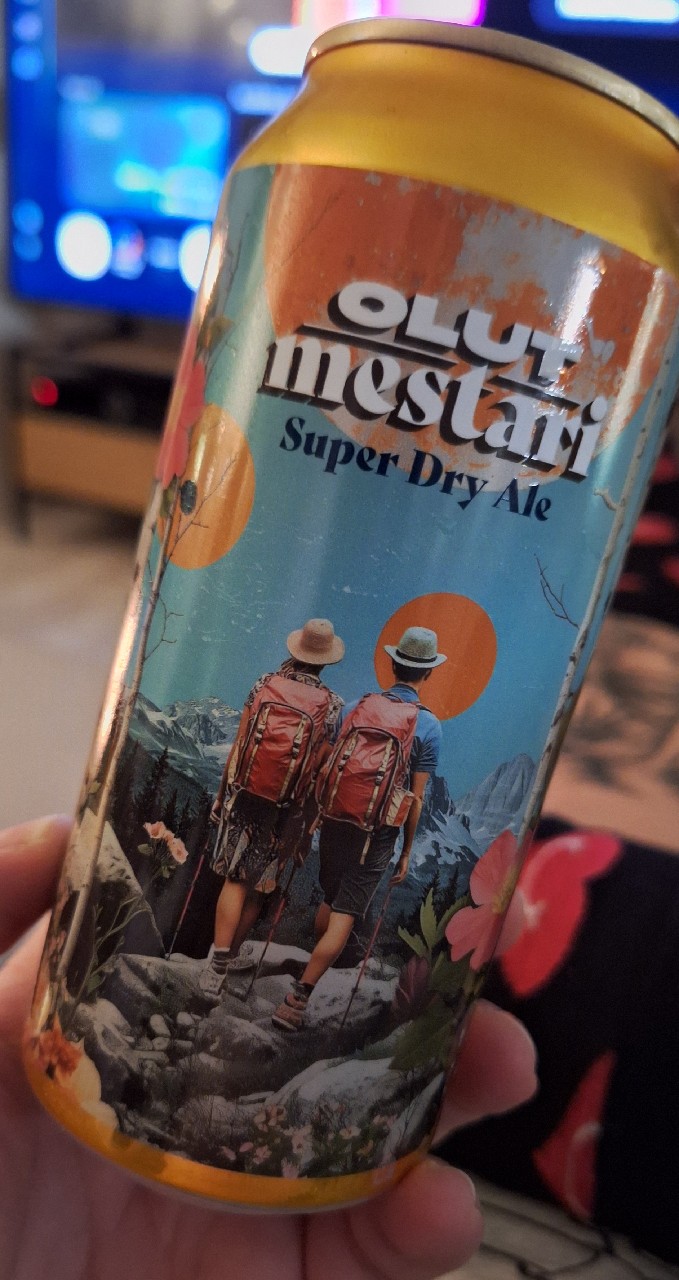 OLUT
mestari
Super Dry Ale